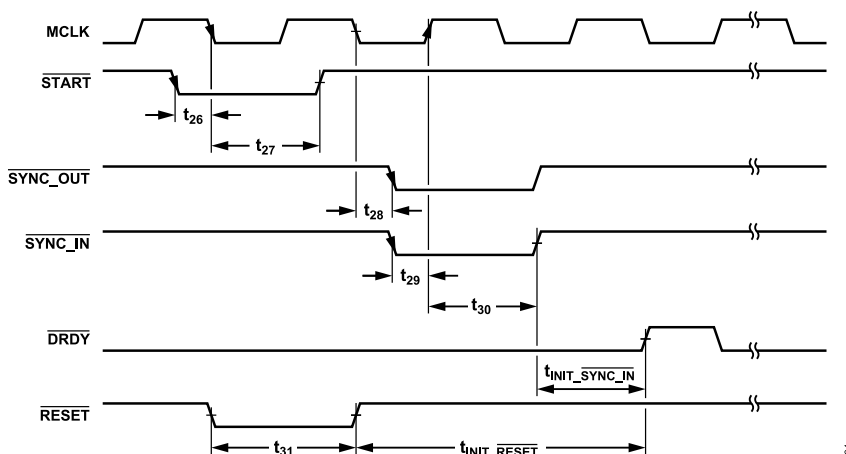 MCLK
START
t26
t27
SYNC_OUT
t28
SYNC_IN
t29
t30
DRDY
tINIT_SYNC_IN
RESET
t31
tINIT_RESET